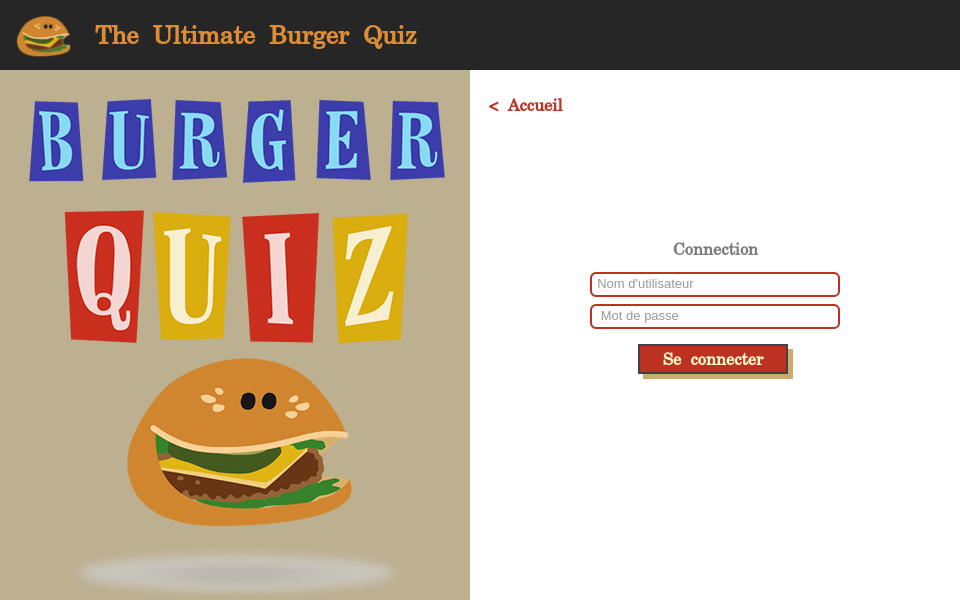 The Ultimate Burger Quiz
BURGER
QUIZ
< Accueil
Connection
Nom d'utilisateur
Mot de passe
Se connecter